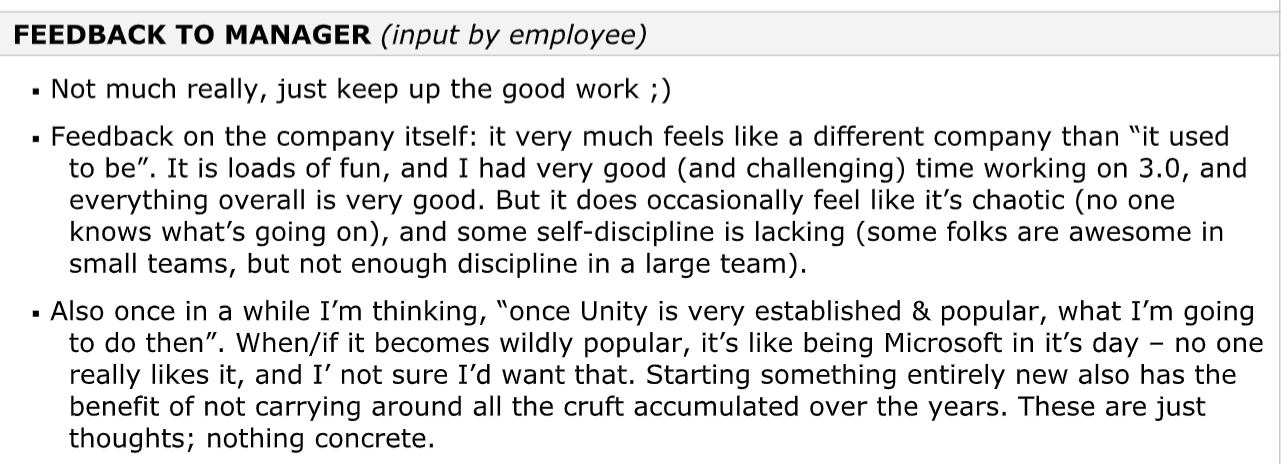 FEEDBACK TO MANAGER (input by employee)
▪ Not much really, just keep up the good work ;)
▪ Feedback on the company itself: it very much feels like a different company than “it used
to be”. It is loads of fun, and I had very good (and challenging) time working on 3.0, and
everything overall is very good. But it does occasionally feel like it’s chaotic (no one
knows what’s going on), and some self-discipline is lacking (some folks are awesome in
small teams, but not enough discipline in a large team).
▪ Also once in a while I’m thinking, “once Unity is very established & popular, what I’m going
to do then”. When/if it becomes wildly popular, it’s like being Microsoft in it’s day – no one
really likes it, and I’ not sure I’d want that. Starting something entirely new also has the
benefit of not carrying around all the cruft accumulated over the years. These are just
thoughts; nothing concrete.